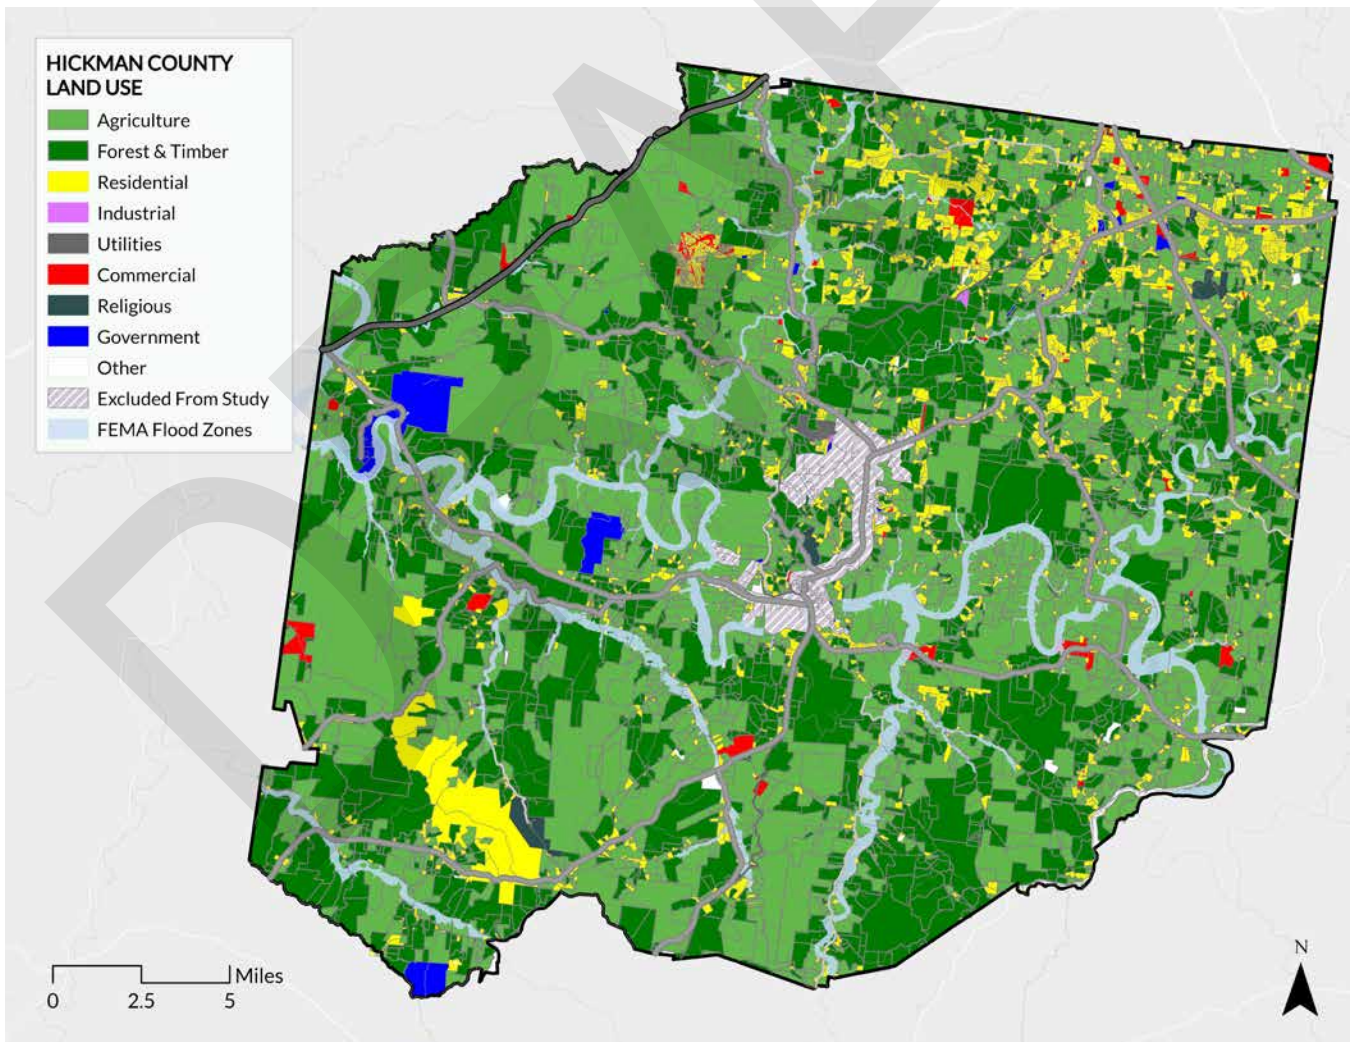 HICKMAN COUNTY
LAND USE
Agriculture
Forest & Timber
Residential
Industrial
Utilities
Commercial
Religious
Government
Other
Excluded From Study
FEMA Flood Zones
DRAFT
Miles
0 2.5 5
N